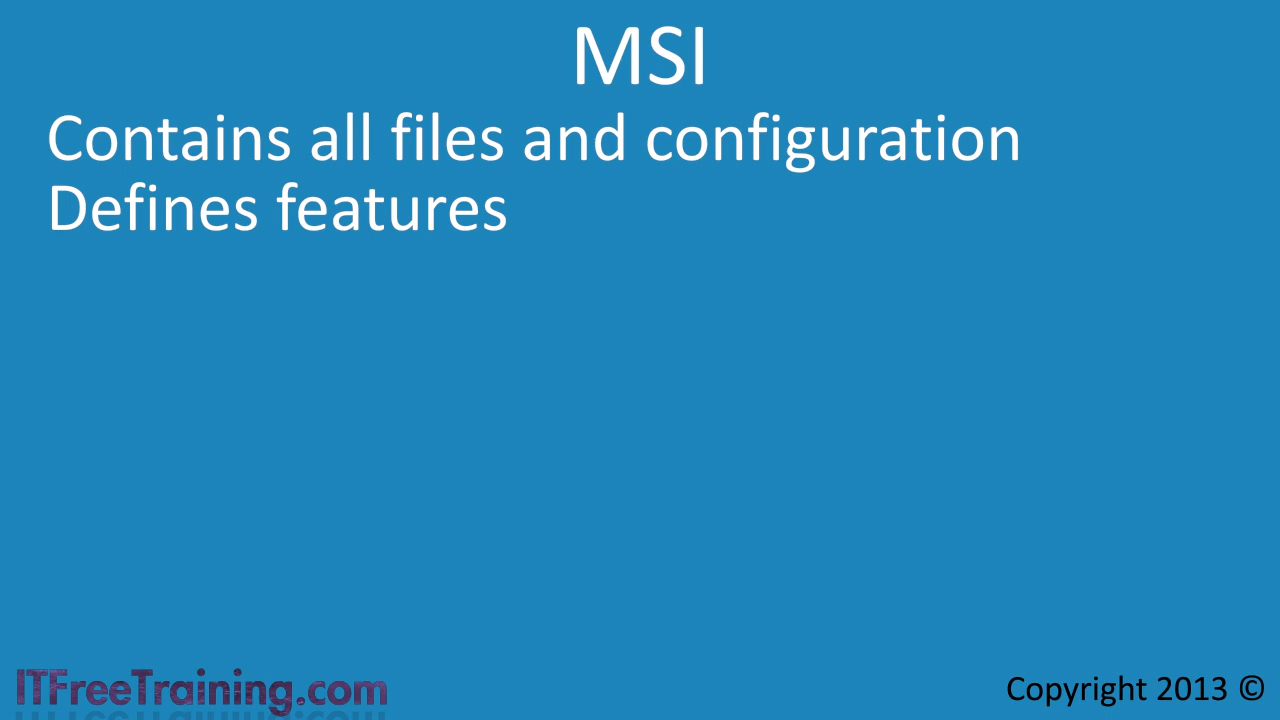 MSI
Contains all files and configuration
Defines features
ITFreeTraining.com
Copyright 2013 ©